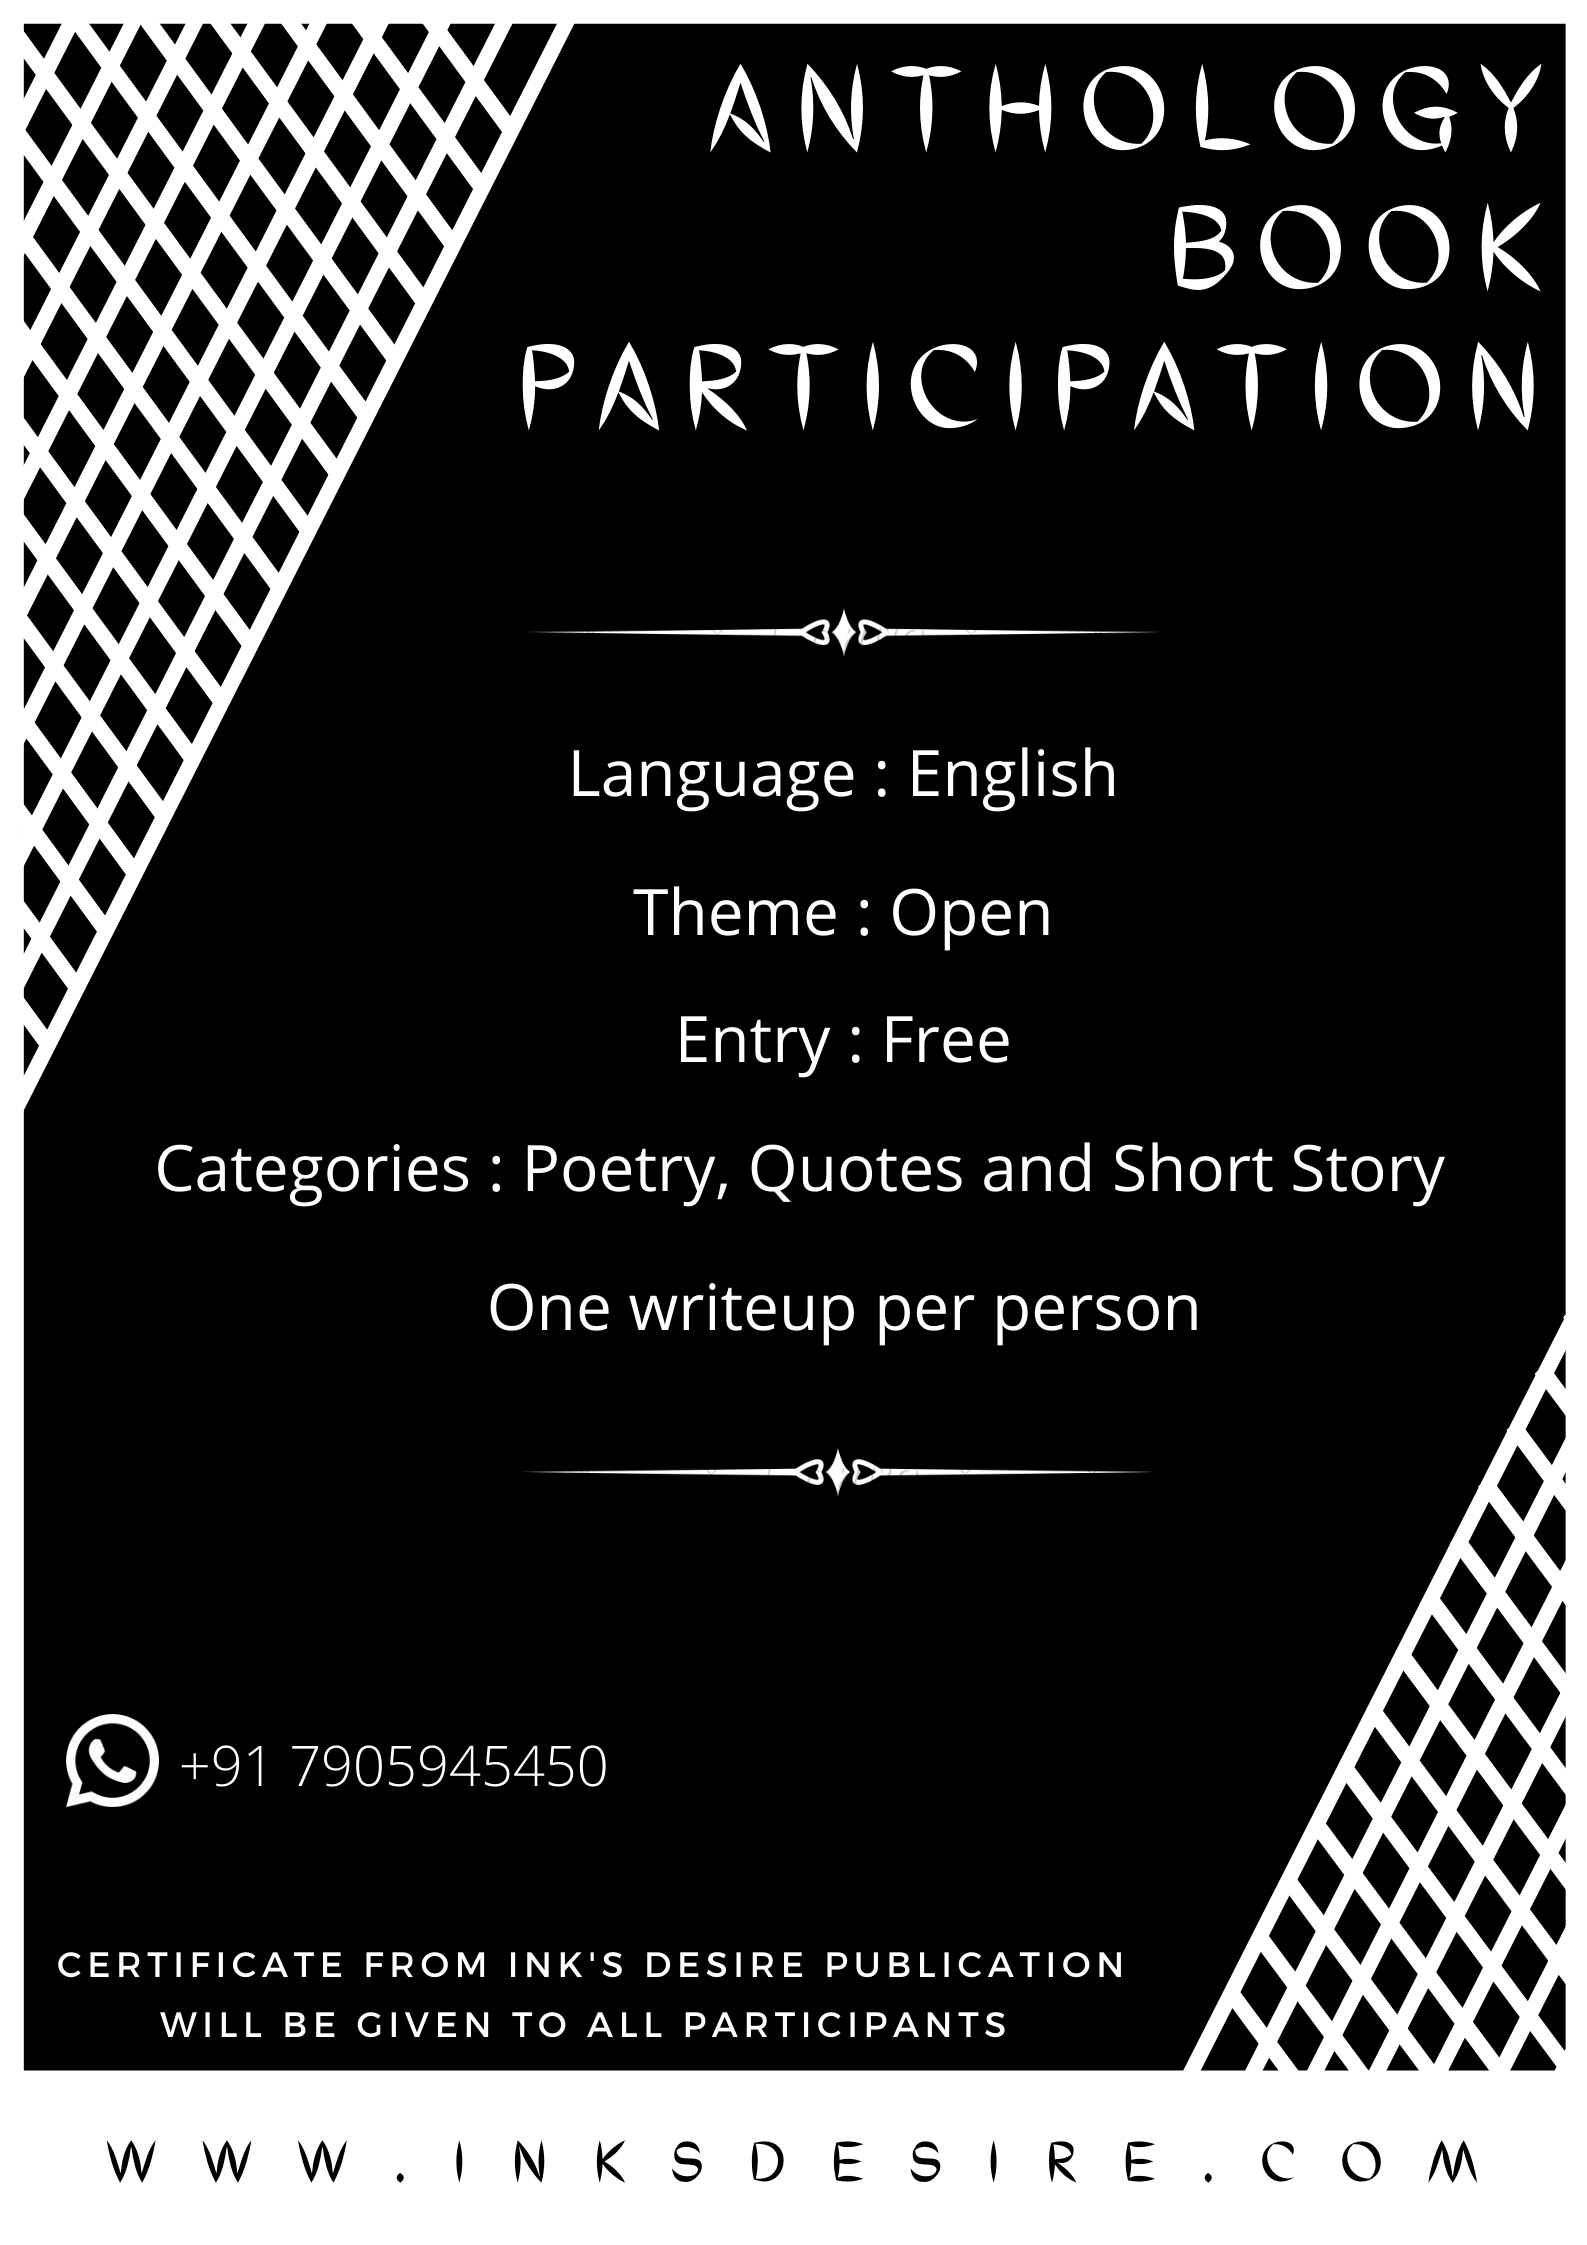 ANTHOLOGY
BOOK
PARTICIPATION
Language : English
Theme : Open
Entry : Free
Categories : Poetry, Quotes and Short Story
One writeup per person
+91 7905945450
CERTIFICATE FROM INK'S DESIRE PUBLICATION
WILL BE GIVEN TO ALL PARTICIPANTS
WWW.INKSDESIRE.COM